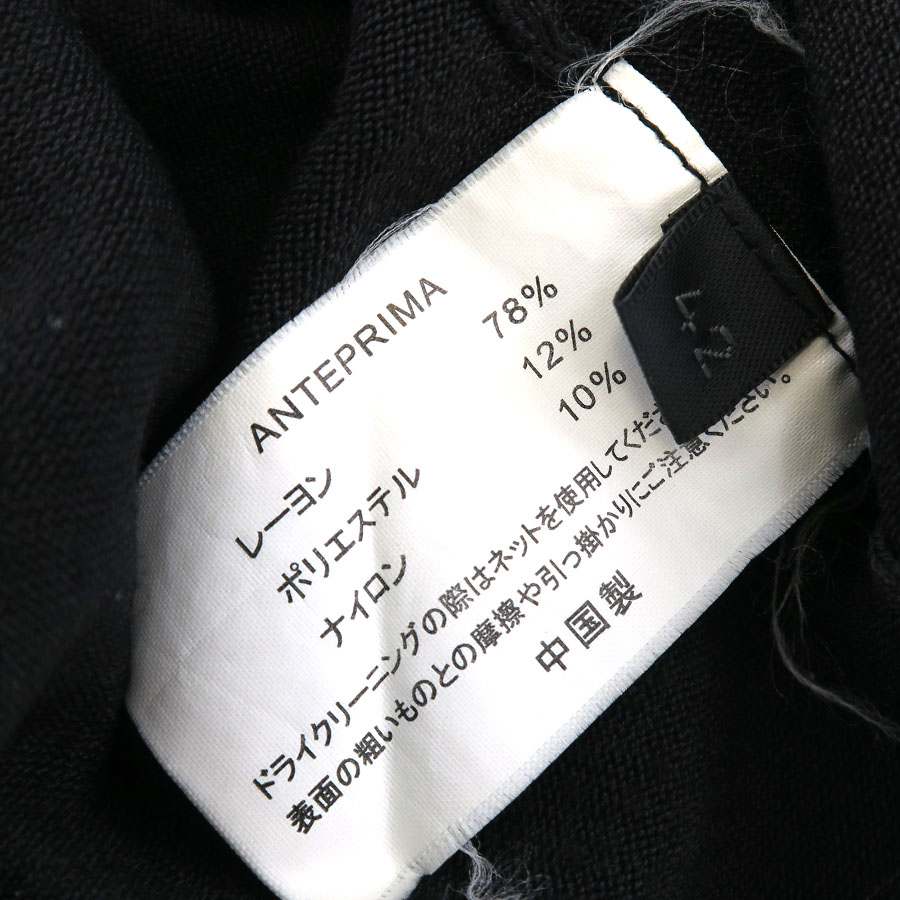 ANTEPRIMA
レーヨン 78%
ポリエステル 12%
ナイロン 10%
ドライクリーニングの際はネットを使用してくださ
表面の粗いものとの摩擦や引っ掛かりにご注意ください。
中国製
42